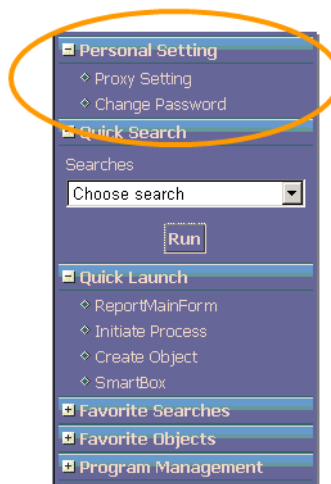 Personal Setting
Proxy Setting
Change Password
Quick Search
Searches
Choose search
Run
Quick Launch
ReportMainForm
Initiate Process
Create Object
SmartBox
Favorite Searches
Favorite Objects
Program Management